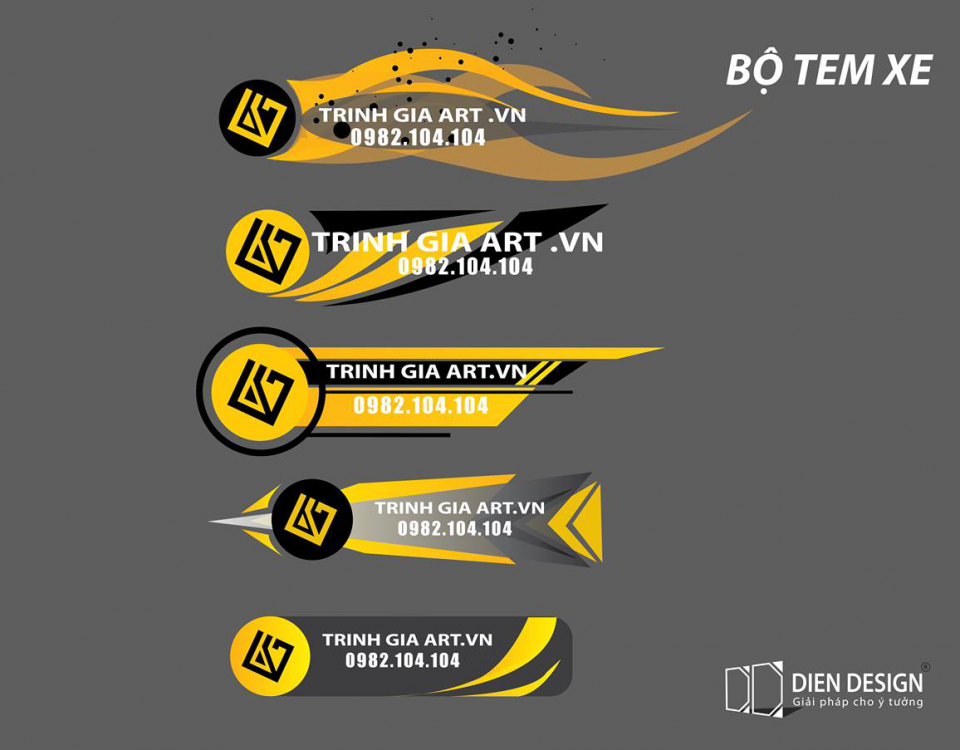 BỘ TEM XE
TRINH GIA ART .VN
0982.104.104
TRINH GIA ART .VN
0982.104.104
TRINH GIA ART.VN
0982.104.104
TRINH GIA ART.VN
0982.104.104
TRINH GIA ART.VN
0982.104.104
DIEN DESIGN®
Giải pháp cho ý tưởng